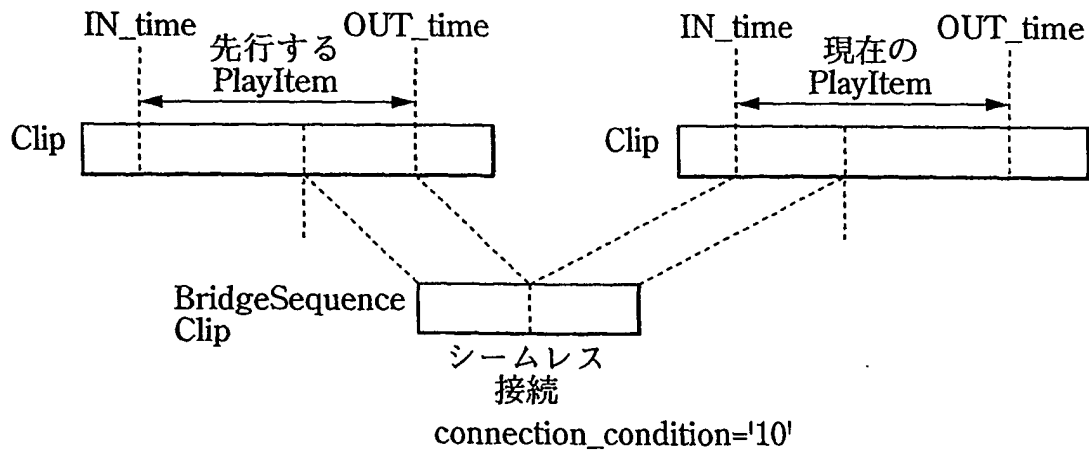 IN_time
OUT_time
先行する
PlayItem
IN_time
OUT_time
現在の
PlayItem
Clip
Clip
BridgeSequence
Clip
シームレス
接続
connection_condition='10'